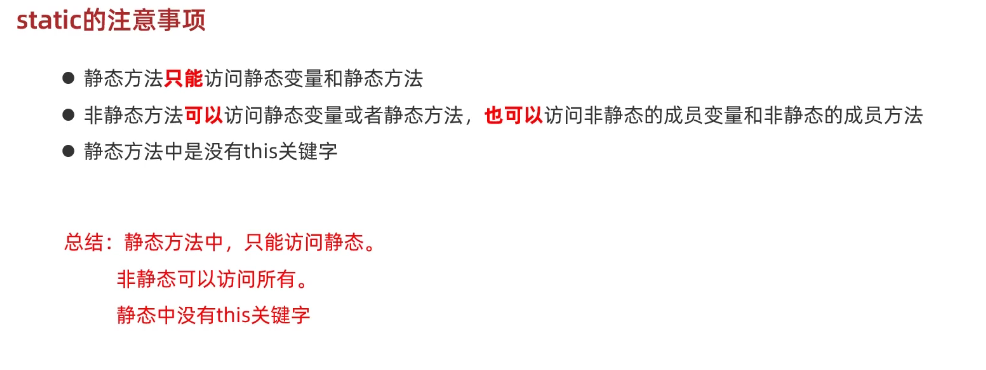 static的注意事项
● 静态方法只能访问静态变量和静态方法
● 非静态方法可以访问静态变量或者静态方法，也可以访问非静态的成员变量和非静态的成员方法
● 静态方法中是没有this关键字
总结：静态方法中，只能访问静态。
非静态可以访问所有。
静态中没有this关键字